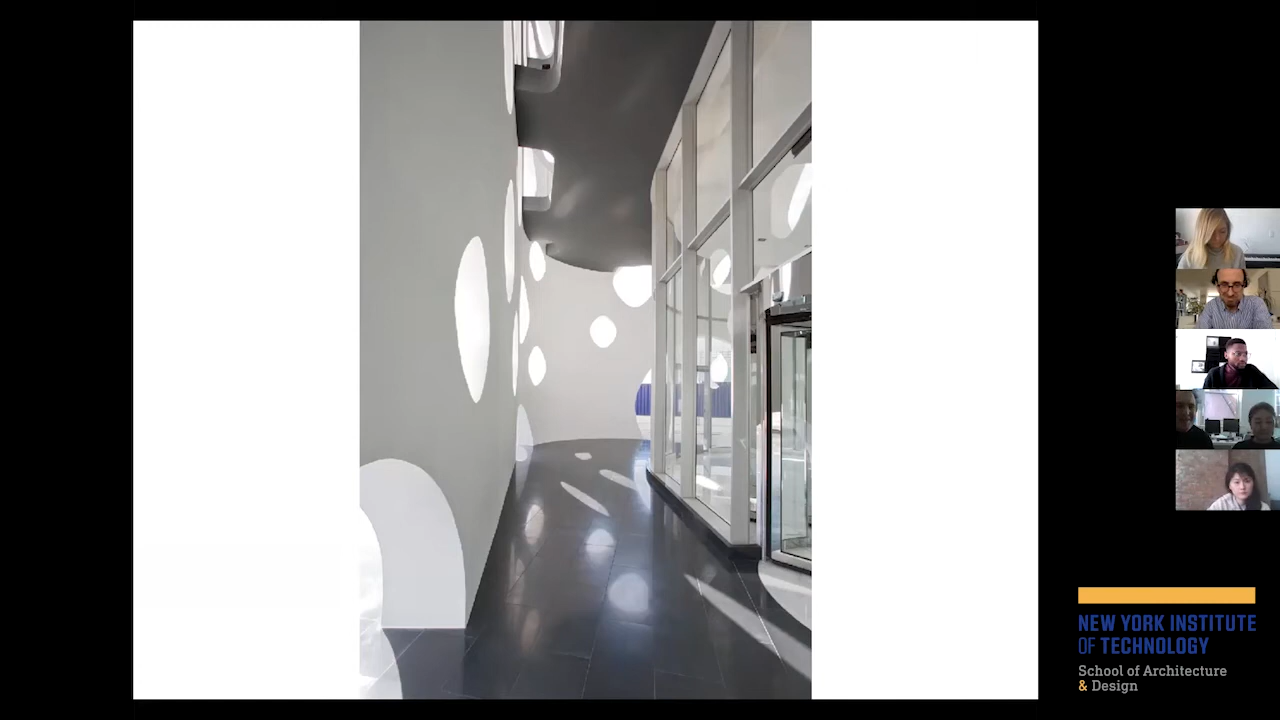 NEW YORK INSTITUTE
OF TECHNOLOGY
School of Architecture
& Design